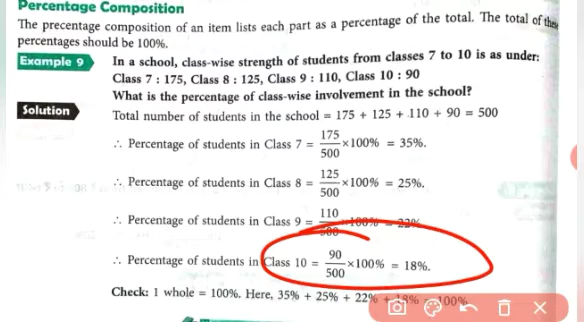 Percentage Composition
The precentage composition of an item lists each part as a percentage of the total. The total of these
percentages should be 100%.
Example 9 In a school, class-wise strength of students from classes 7 to 10 is as under:
Class 7 : 175, Class 8 : 125, Class 9 : 110, Class 10 : 90
What is the percentage of class-wise involvement in the school?
Solution Total number of students in the school = 175 + 125 + 110 + 90 = 500
∴ Percentage of students in Class 7 = 175/500 ×100% = 35%.
∴ Percentage of students in Class 8 = 125/500 ×100% = 25%.
∴ Percentage of students in Class 9 = 110/500 ×100% = 22%
∴ Percentage of students in Class 10 = 90/500 ×100% = 18%.
Check: 1 whole = 100%. Here, 35% + 25% + 22% + 18% = 100%